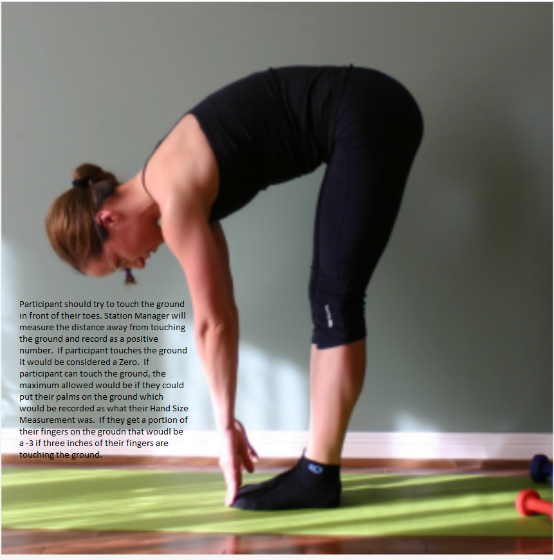 Participant should try to touch the ground
in front of their toes. Station Manager will
measure the distance away from touching
the ground and record as a positive
number.  If participant touches the ground
it would be considered a Zero.  If
participant can touch the ground, the
maximum allowed would be if they could
put their palms on the ground which
would be recorded as what their Hand Size
Measurement was.  If they get a portion of
their fingers on the groudn that woudl be
a -3 if three inches of their fingers are
touching the ground.